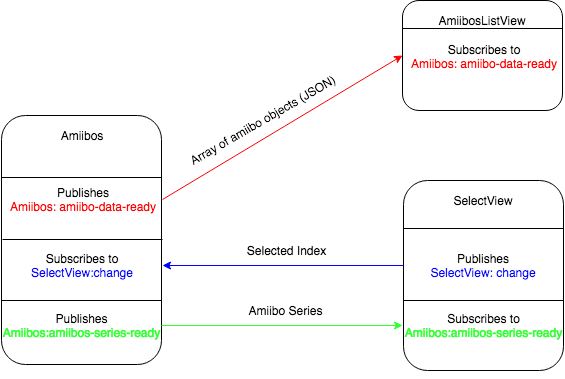 AmiibosListView
Subscribes to
Amiibos: amiibo-data-ready
Array of amiibo objects (JSON)
Amiibos
Publishes
Amiibos: amiibo-data-ready
Subscribes to
SelectView:change
Publishes
Amiibos:amiibos-series-ready
Selected Index
Amiibo Series
SelectView
Publishes
SelectView: change
Subscribes to
Amiibos:amiibos-series-ready